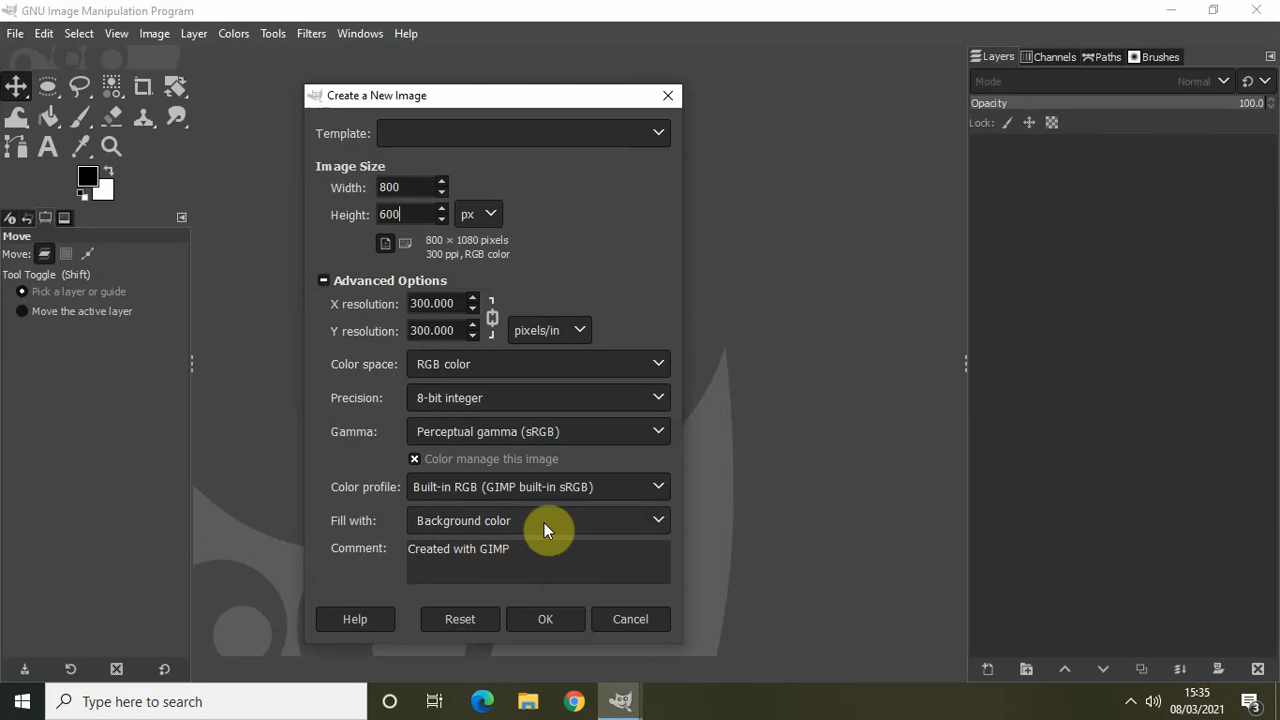 GNU Image Manipulation Program
File Edit Select View Image Layer Colors Tools Filters Windows Help
Layers Channels Paths Brushes
Mode Normal
Opacity 100.0
Lock:
Move
Move:
Tool Toggle (Shift)
Pick a layer or guide
Move the active layer
Create a New Image
Template:
Image Size
Width: 800
Height: 600 px
800 × 1080 pixels
300 ppi, RGB color
Advanced Options
X resolution: 300.000
Y resolution: 300.000 pixels/in
Color space: RGB color
Precision: 8-bit integer
Gamma: Perceptual gamma (sRGB)
Color manage this image
Color profile: Built-in RGB (GIMP built-in sRGB)
Fill with: Background color
Comment: Created with GIMP
Help Reset OK Cancel
Type here to search
15:35
08/03/2021
3